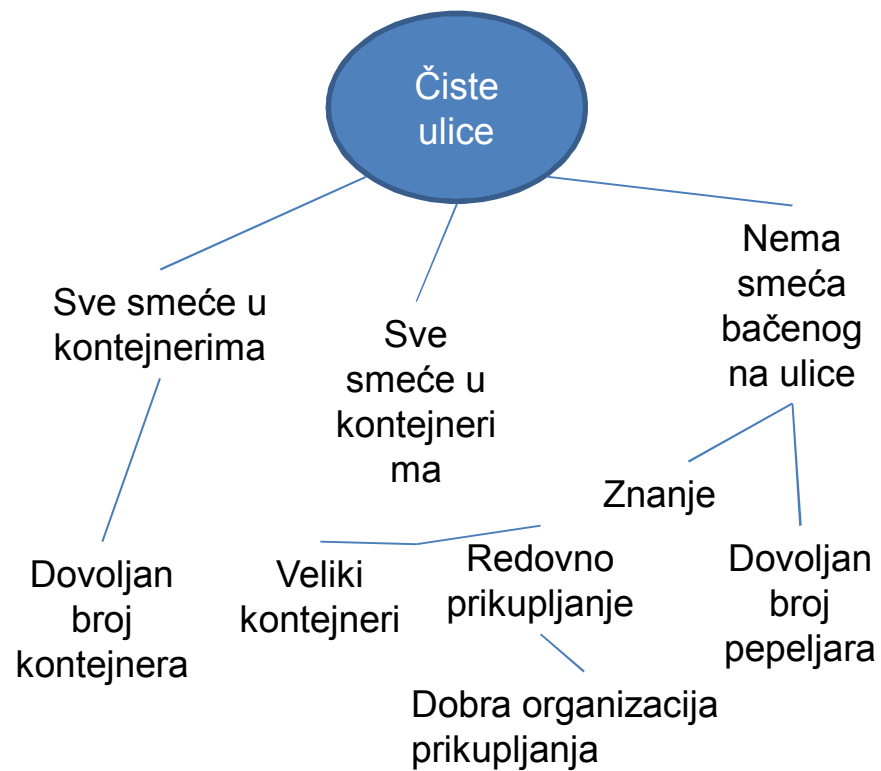 Čiste
ulice
Sve smeće u
kontejnerima
Sve
smeće u
kontejneri
ma
Nema
smeća
bačenog
na ulice
Znanje
Dovoljan
broj
kontejnera
Veliki
kontejneri
Redovno
prikupljanje
Dovoljan
broj
pepeljara
Dobra organizacija
prikupljanja